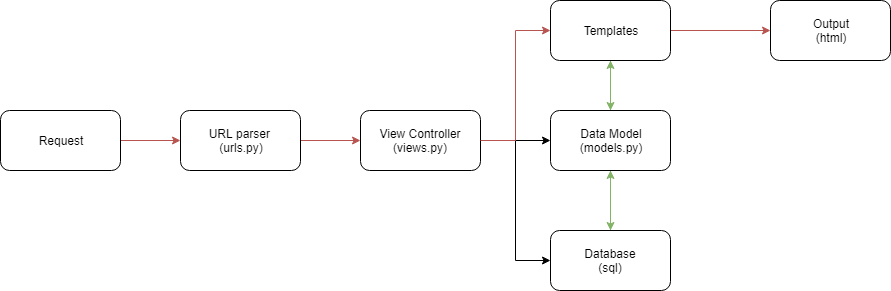 Request
URL parser
(urls.py)
View Controller
(views.py)
Templates
Data Model
(models.py)
Database
(sql)
Output
(html)